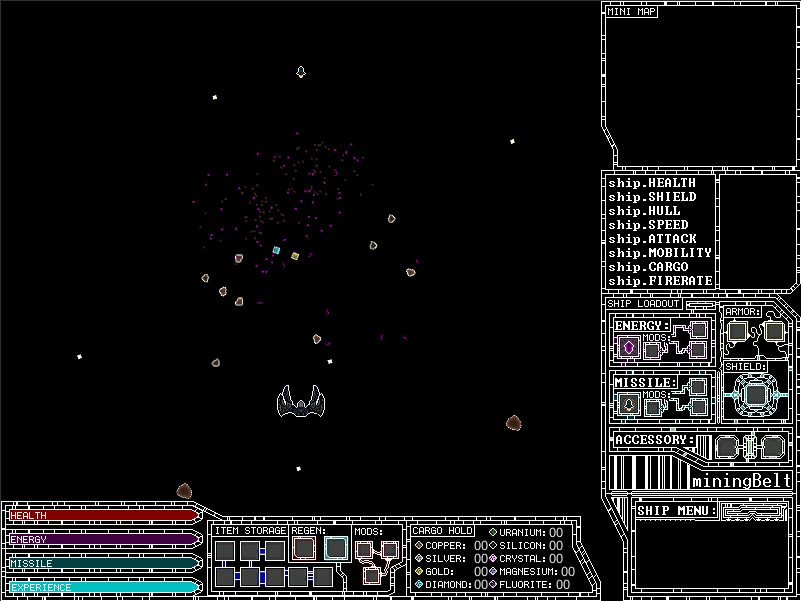 MINI MAP
ship.HEALTH
ship.SHIELD
ship.HULL
ship.SPEED
ship.ATTACK
ship.MOBILITY
ship.CARGO
ship.FIRERATE
SHIP LOADOUT
ARMOR:
ENERGY:
MODS:
SHIELD:
MISSILE:
MODS:
ACCESSORY:
miningBelt
SHIP MENU:
HEALTH
ENERGY
MISSILE
EXPERIENCE
ITEM STORAGE
REGEN:
MODS:
CARGO HOLD
URANIUM: 00
COPPER: 00
SILICON: 00
SILVER: 00
CRYSTAL: 00
GOLD: 00
MAGNESIUM: 00
DIAMOND: 00
FLUORITE: 00